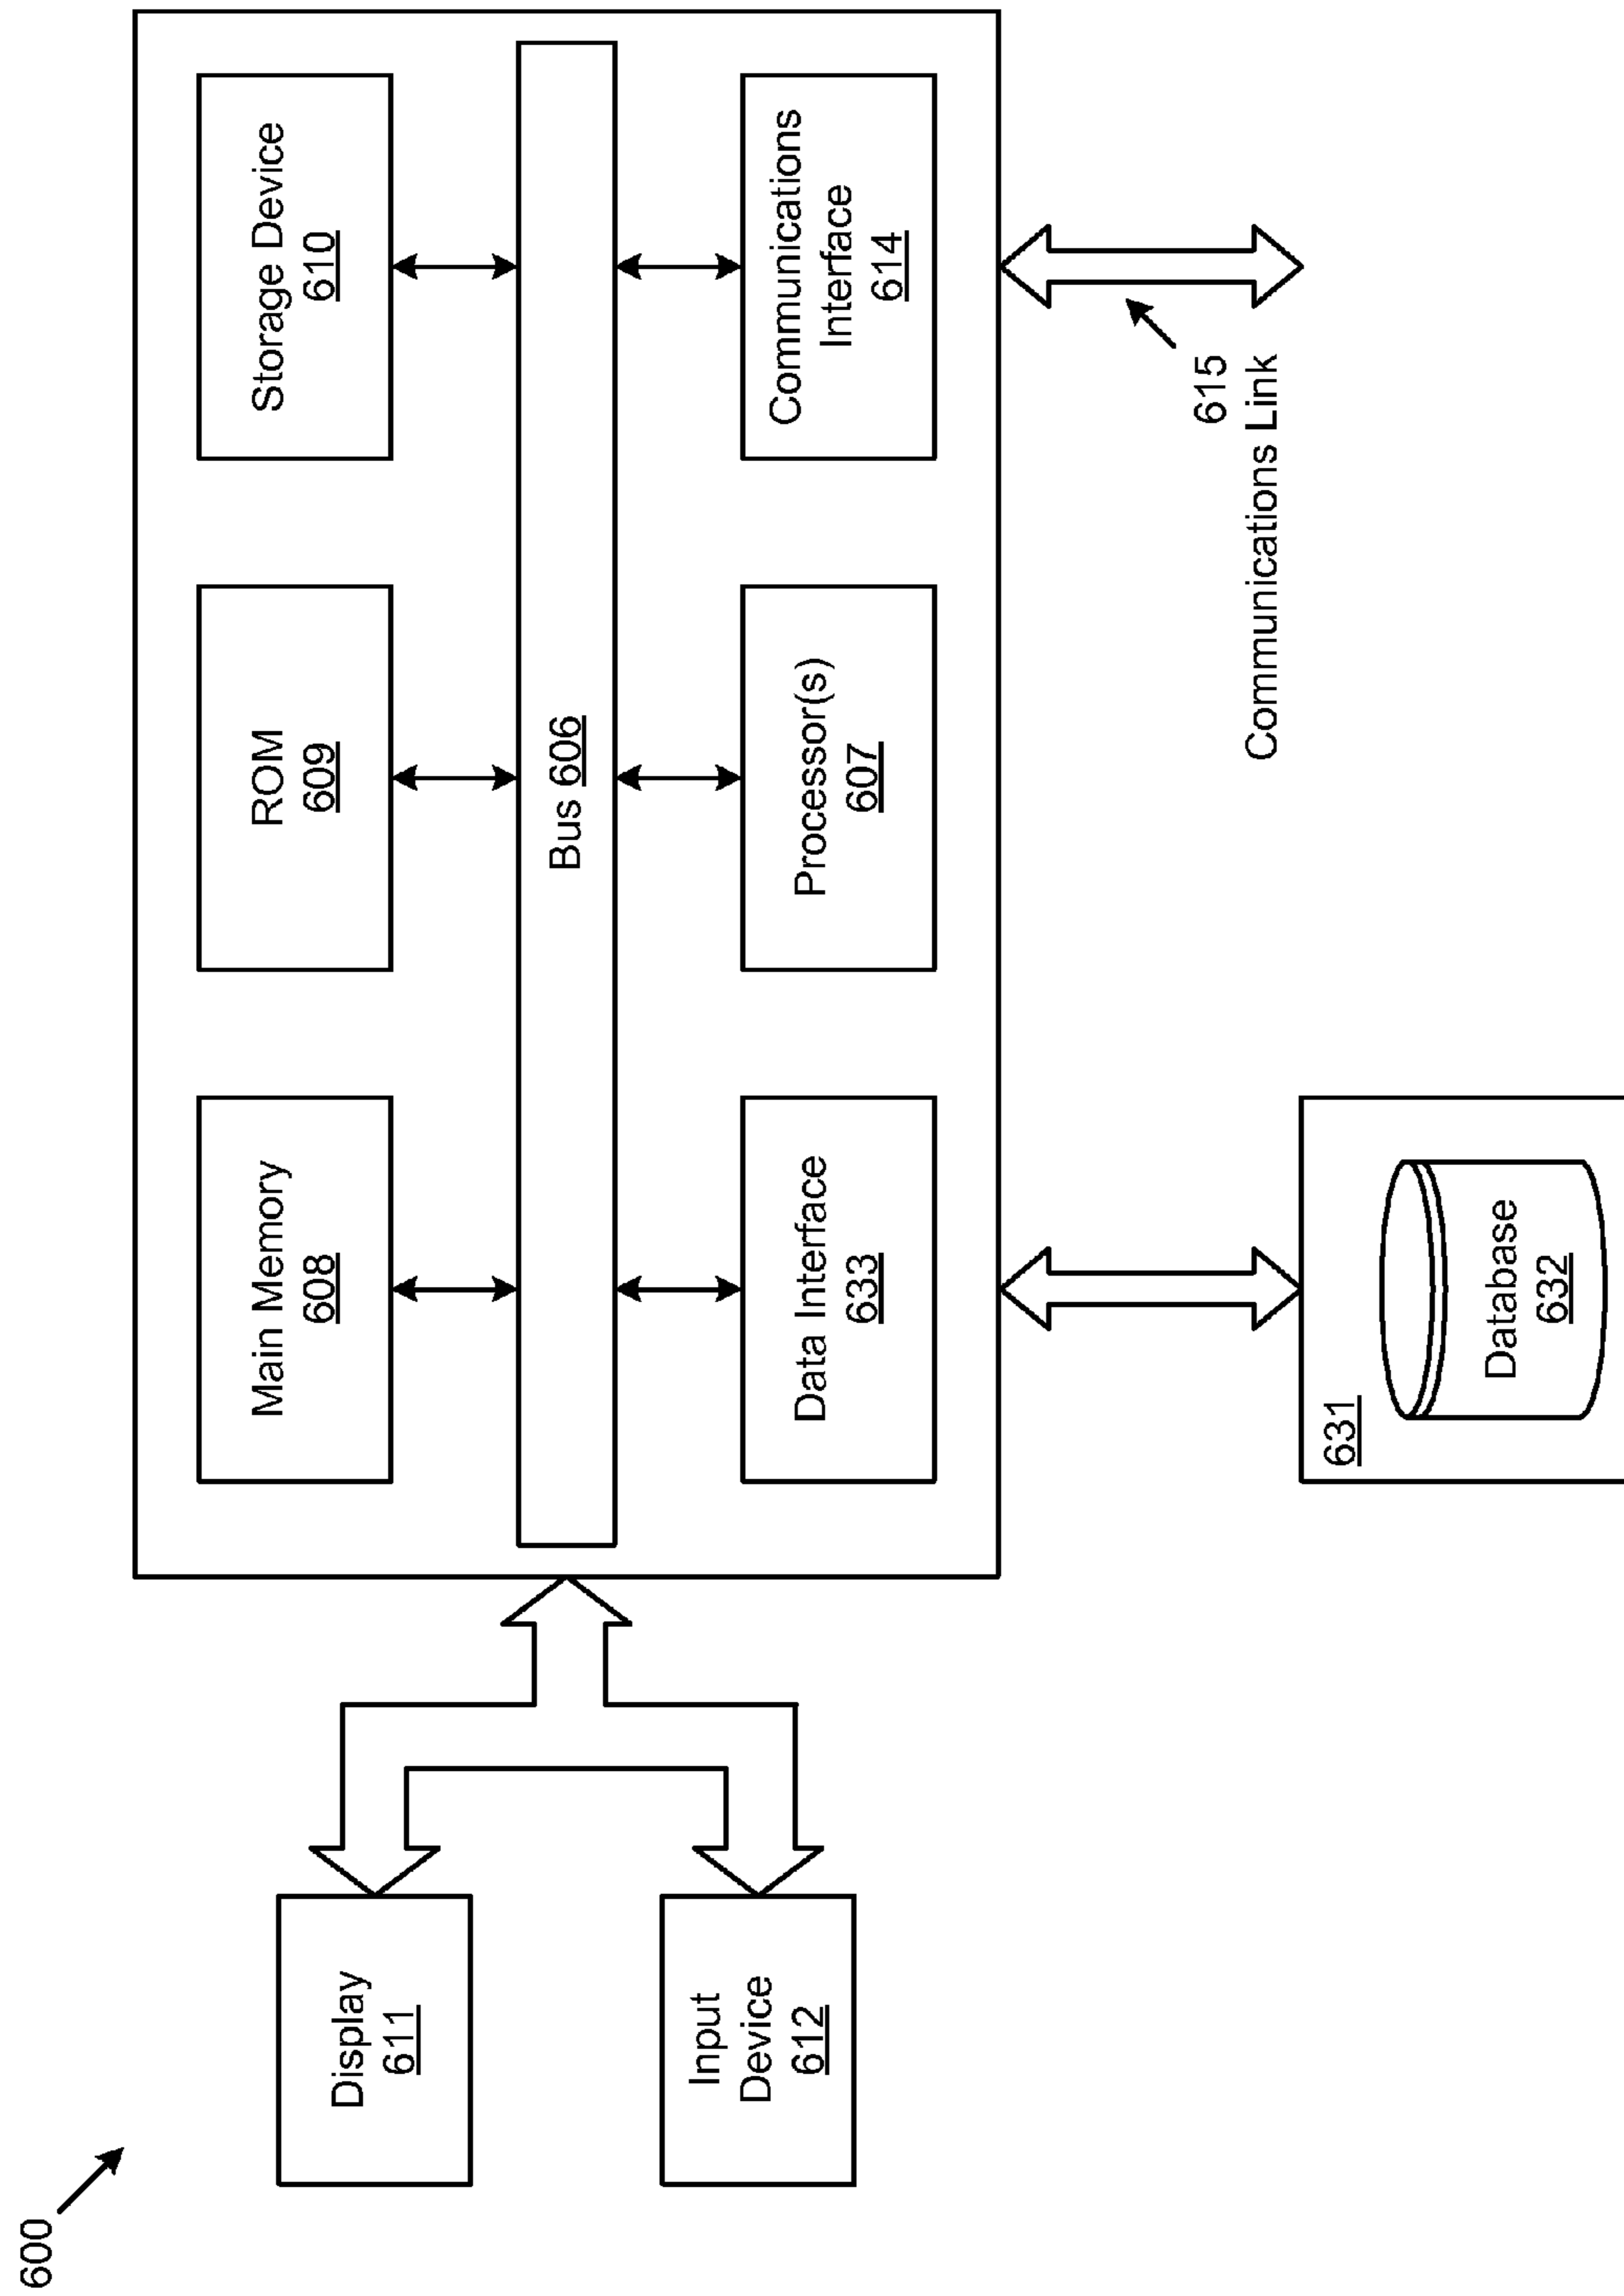 600
Display
611
Input
Device
612
Main Memory
608
ROM
609
Storage Device
610
Bus 606
Data Interface
633
Processor(s)
607
Communications
Interface
614
615
Communications Link
631
Database
632